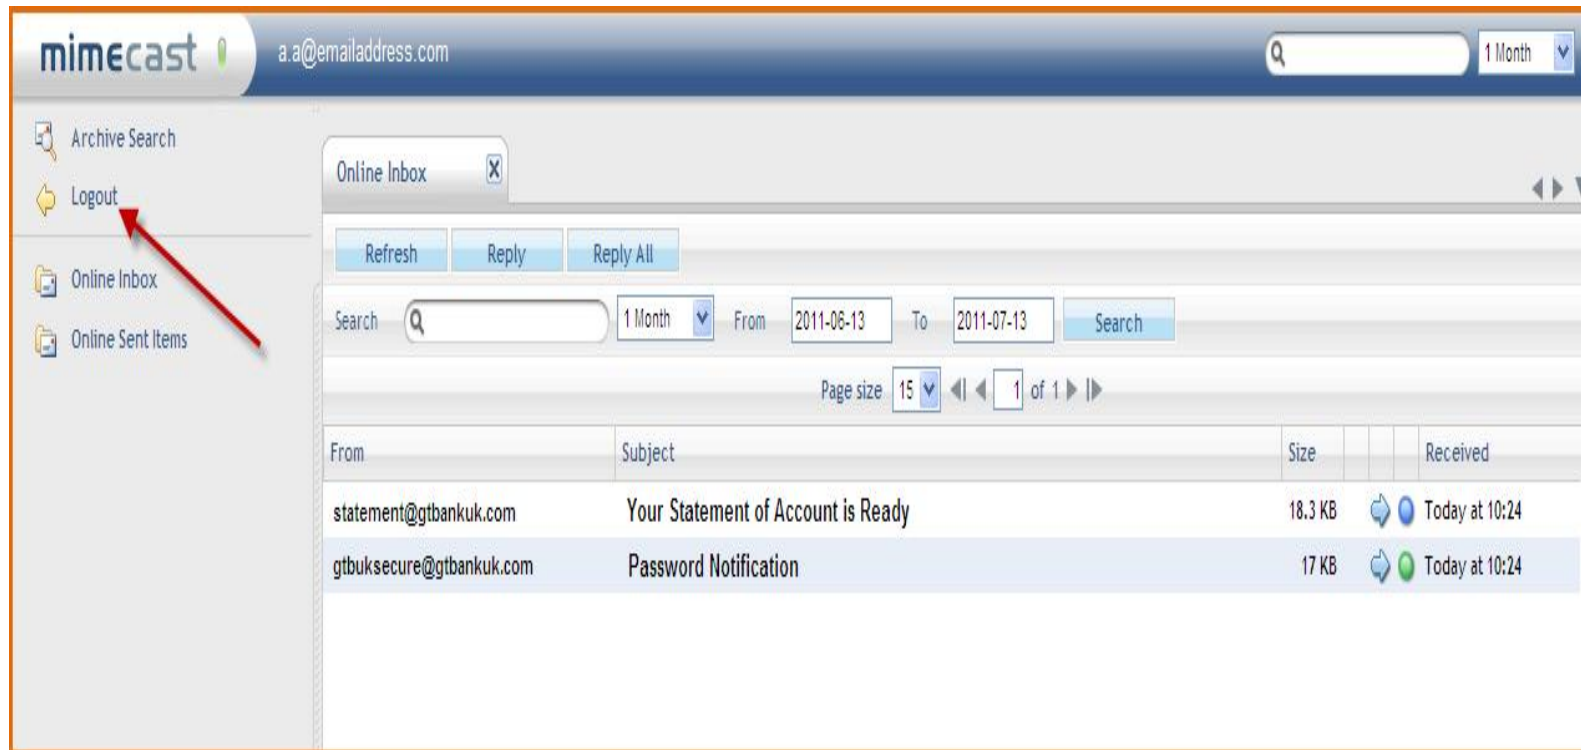 mimecast a.a@emailaddress.com 1 Month
Archive Search
Logout
Online Inbox
Online Sent Items
Online Inbox
Refresh Reply Reply All
Search 1 Month From 2011-06-13 To 2011-07-13 Search
Page size 15 1 of 1
From Subject Size Received
statement@gtbankuk.com Your Statement of Account is Ready 18.3 KB Today at 10:24
gtbuksecure@gtbankuk.com Password Notification 17 KB Today at 10:24